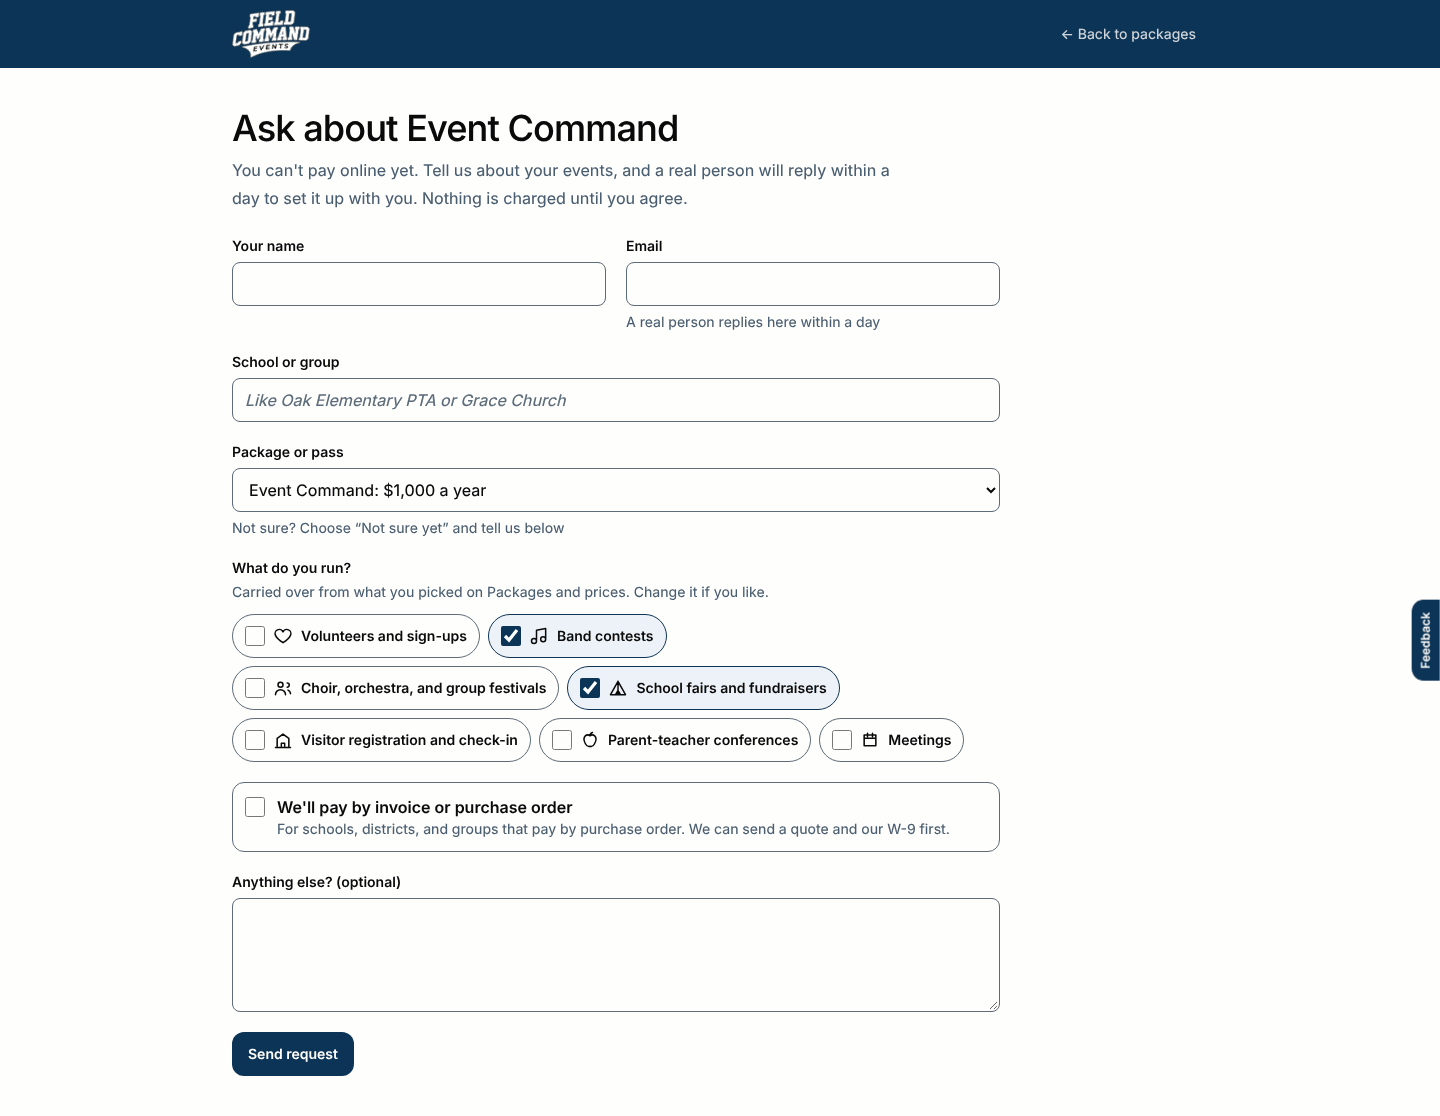 FIELD
COMMAND
EVENTS
← Back to packages
Ask about Event Command
You can't pay online yet. Tell us about your events, and a real person will reply within a
day to set it up with you. Nothing is charged until you agree.
Your name
Email
A real person replies here within a day
School or group
Like Oak Elementary PTA or Grace Church
Package or pass
Event Command: $1,000 a year
Not sure? Choose “Not sure yet” and tell us below
What do you run?
Carried over from what you picked on Packages and prices. Change it if you like.
Volunteers and sign-ups
Band contests
Choir, orchestra, and group festivals
School fairs and fundraisers
Visitor registration and check-in
Parent-teacher conferences
Meetings
We'll pay by invoice or purchase order
For schools, districts, and groups that pay by purchase order. We can send a quote and our W-9 first.
Anything else? (optional)
Send request
Feedback